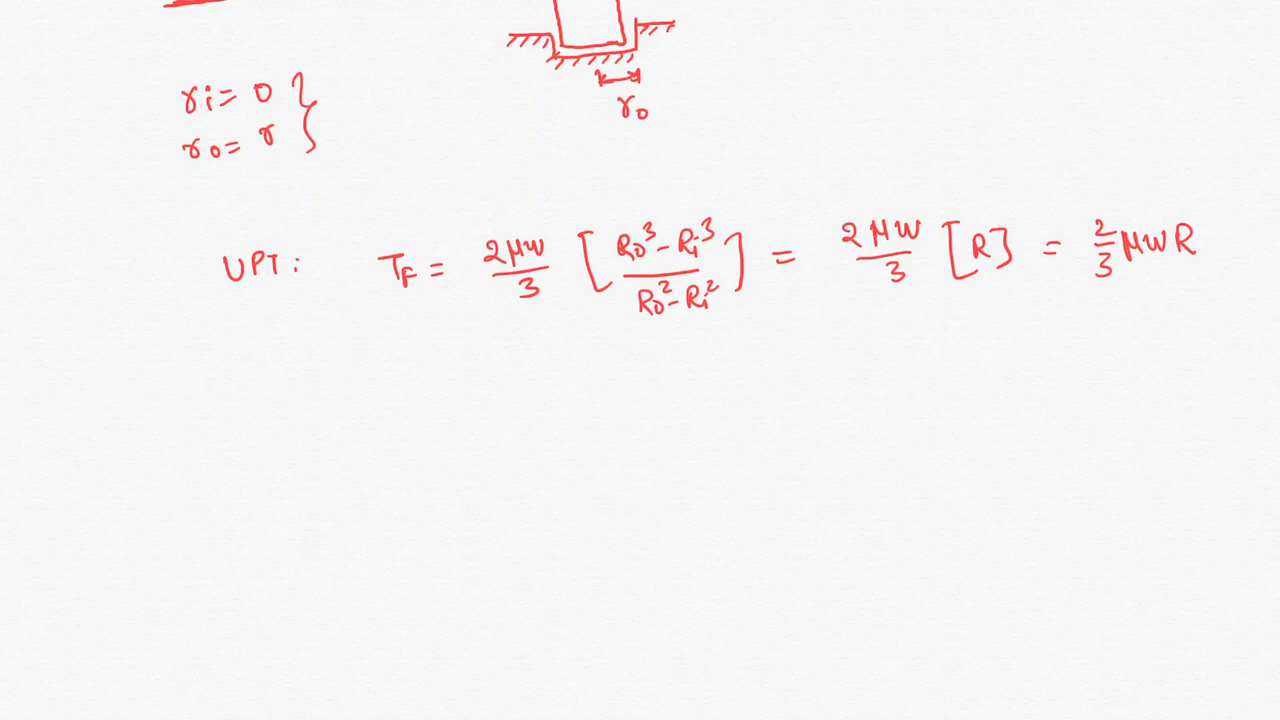 ri = 0 }
ro = r
ro
UPT: TF = 2μW/3 [Ro³ - Ri³ / Ro² - Ri²] = 2μW/3 [R] = 2/3 μWR